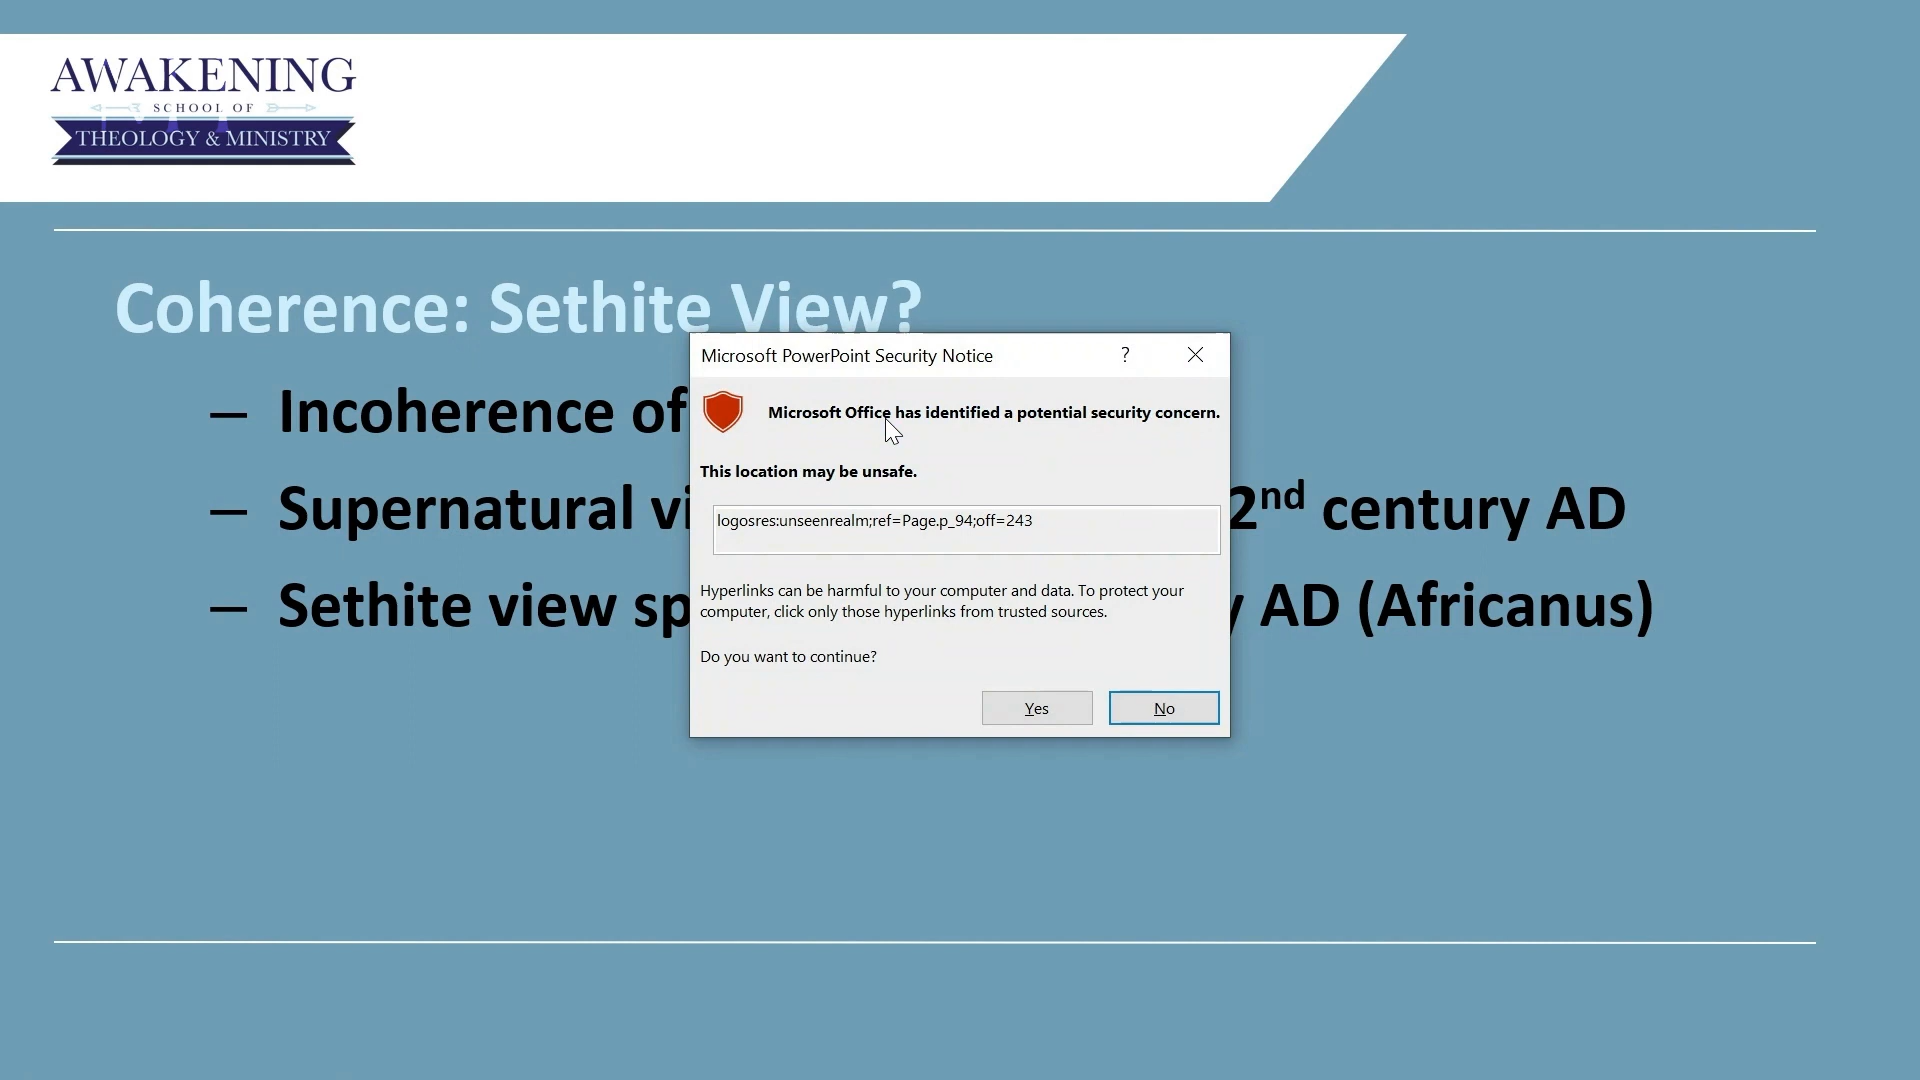 AWAKENING
SCHOOL OF
THEOLOGY & MINISTRY
Coherence: Sethite View?
Microsoft PowerPoint Security Notice
Microsoft Office has identified a potential security concern.
This location may be unsafe.
logosres:unseenrealm;ref=Page.p_94;off=243
Hyperlinks can be harmful to your computer and data. To protect your
computer, click only those hyperlinks from trusted sources.
Do you want to continue?
Yes No
– Incoherence of
– Supernatural 2nd century AD
– Sethite view AD (Africanus)